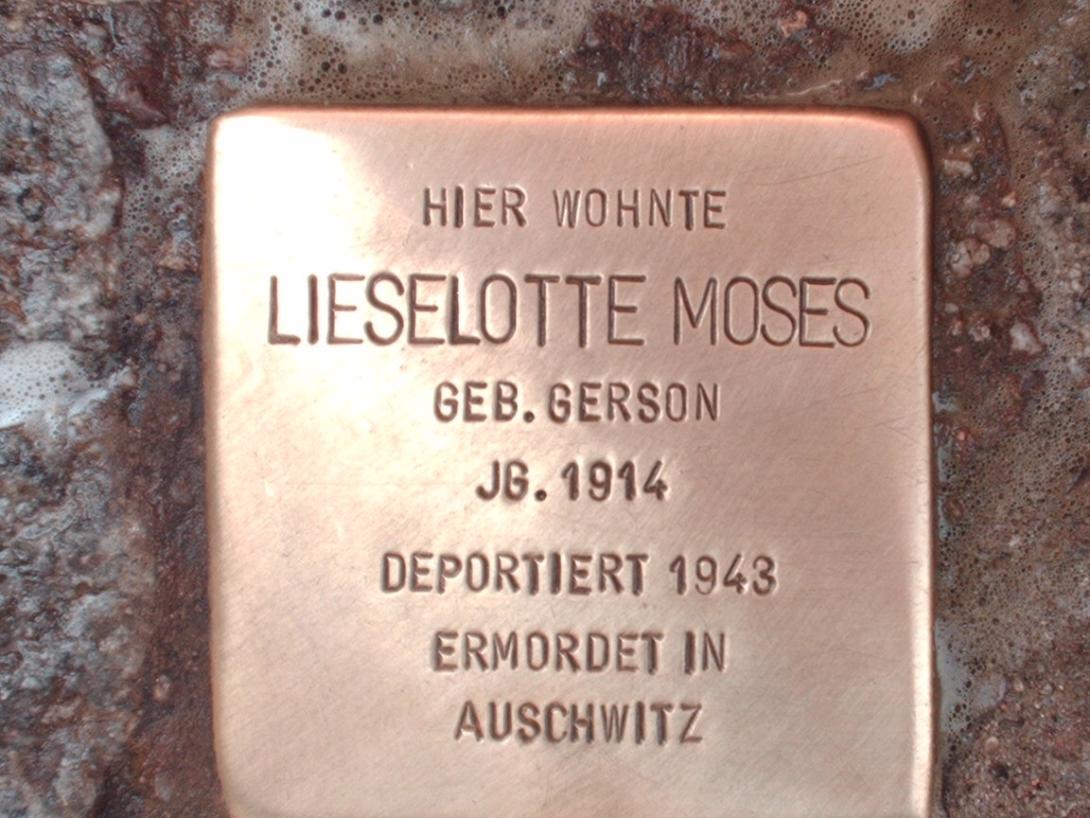 HIER WOHNTE
LIESELOTTE MOSES
GEB. GERSON
JG. 1914
DEPORTIERT 1943
ERMORDET IN
AUSCHWITZ